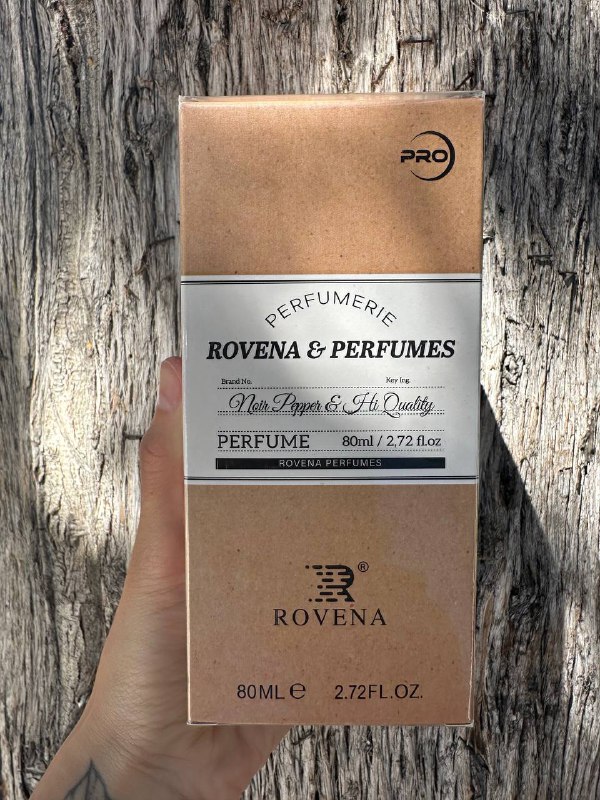 PRO
PERFUMERIE
ROVENA & PERFUMES
Brand No. Key Ing.
Noir Pepper & Hi Quality
PERFUME 80ml / 2,72 fl.oz
ROVENA PERFUMES
R®
ROVENA
80ML ℮ 2.72FL.OZ.